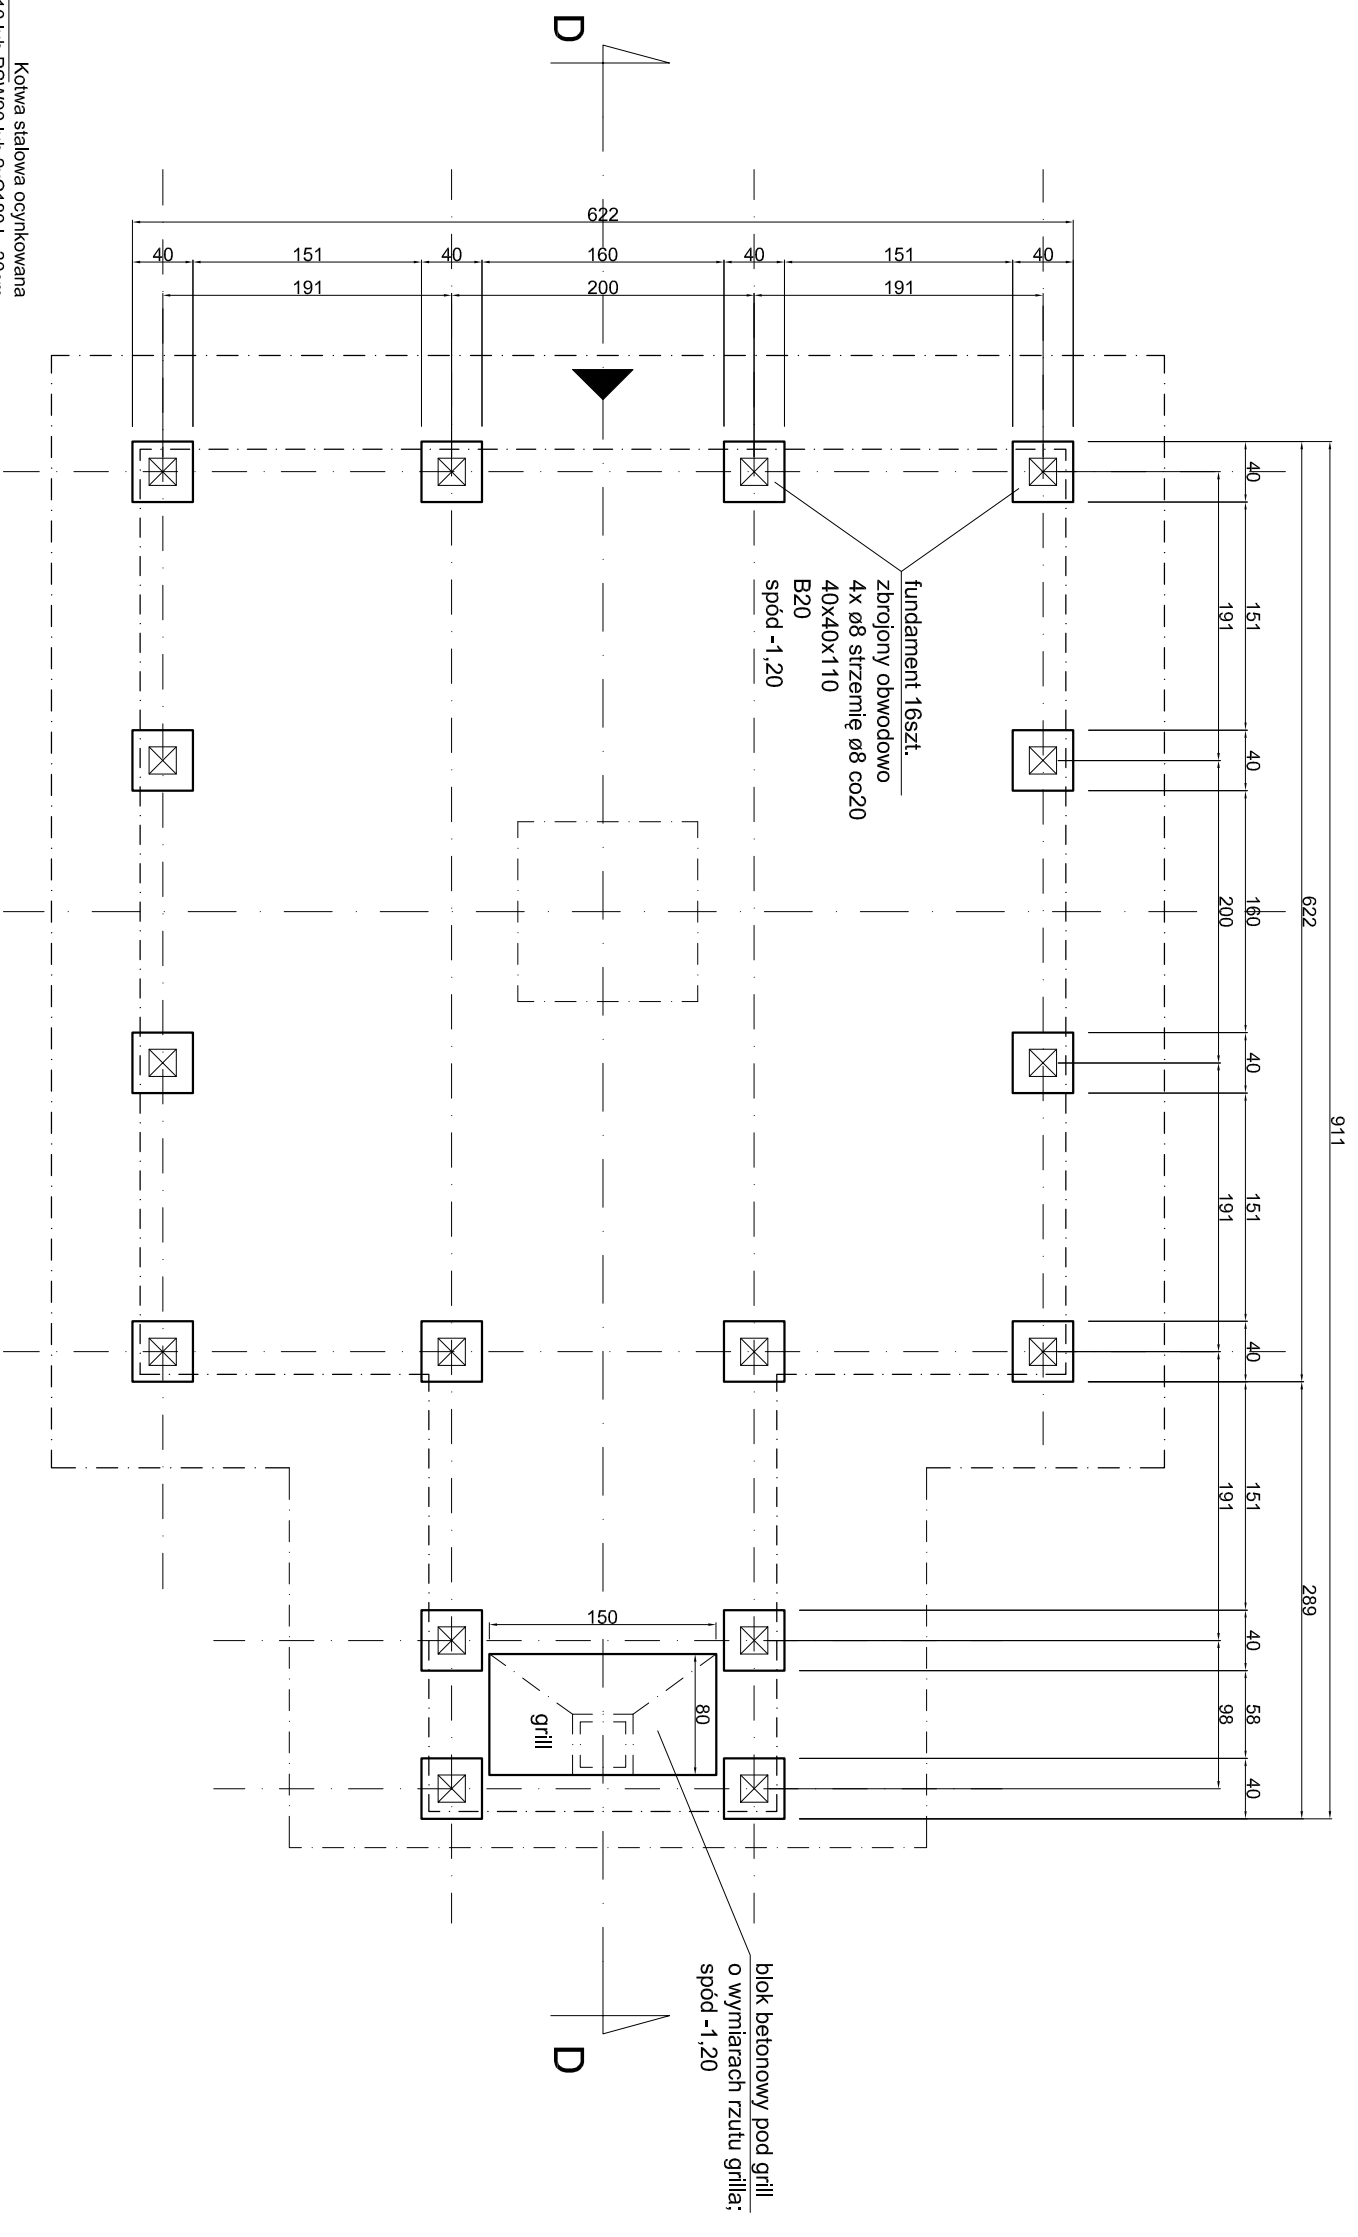 D
622
40
151
40
160
40
151
40
191
200
191
fundament 16szt.
zbrojony obwodowo
4x ø8 strzemię ø8 co20
40x40x110
B20
spód -1,20
911
622
289
40
151
40
160
40
151
40
151
40
58
40
191
200
191
191
98
150
80
grill
blok betonowy pod grill
o wymiarach rzutu grilla;
spód -1,20
D
Kotwa stalowa ocynkowana